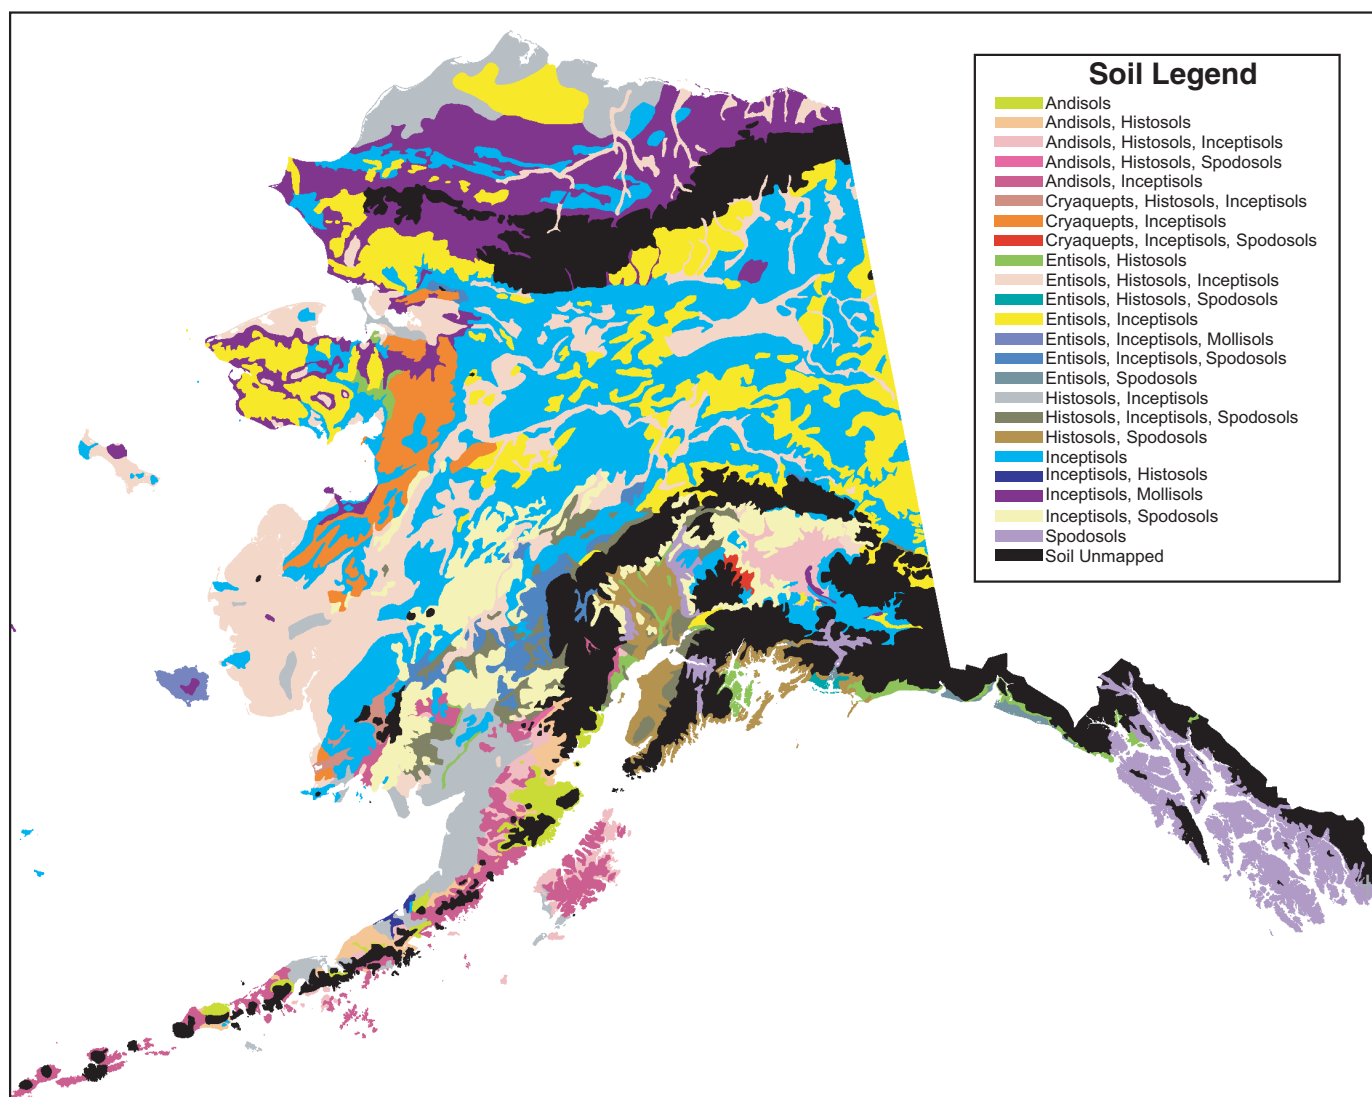 Soil Legend
Andisols
Andisols, Histosols
Andisols, Histosols, Inceptisols
Andisols, Histosols, Spodosols
Andisols, Inceptisols
Cryaquepts, Histosols, Inceptisols
Cryaquepts, Inceptisols
Cryaquepts, Inceptisols, Spodosols
Entisols, Histosols
Entisols, Histosols, Inceptisols
Entisols, Histosols, Spodosols
Entisols, Inceptisols
Entisols, Inceptisols, Mollisols
Entisols, Inceptisols, Spodosols
Entisols, Spodosols
Histosols, Inceptisols
Histosols, Inceptisols, Spodosols
Histosols, Spodosols
Inceptisols
Inceptisols, Histosols
Inceptisols, Mollisols
Inceptisols, Spodosols
Spodosols
Soil Unmapped